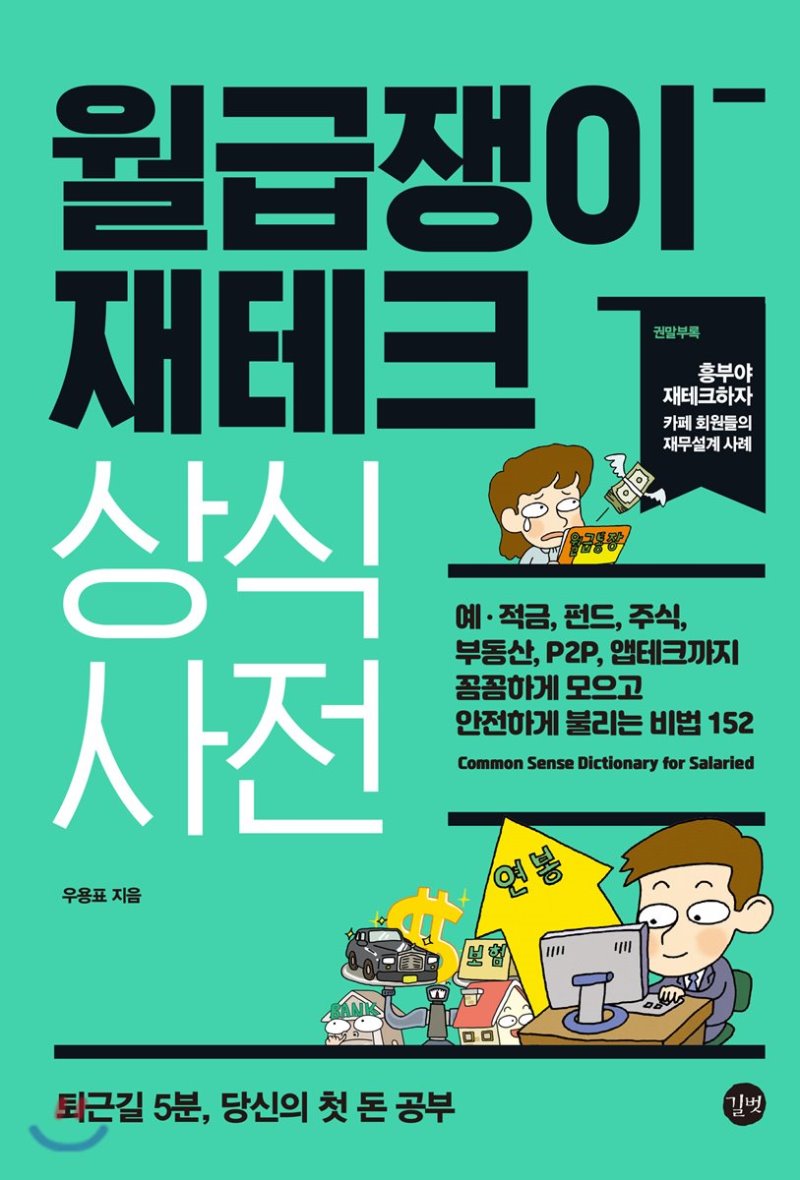 월급쟁이
재테크
상식
사전
권말부록
흥부야
재테크하자
카페 회원들의
재무설계 사례
월급통장
예·적금, 펀드, 주식,
부동산, P2P, 앱테크까지
꼼꼼하게 모으고
안전하게 불리는 비법 152
Common Sense Dictionary for Salaried
우용표 지음
연봉
보험
BANK
퇴근길 5분, 당신의 첫 돈 공부
길벗